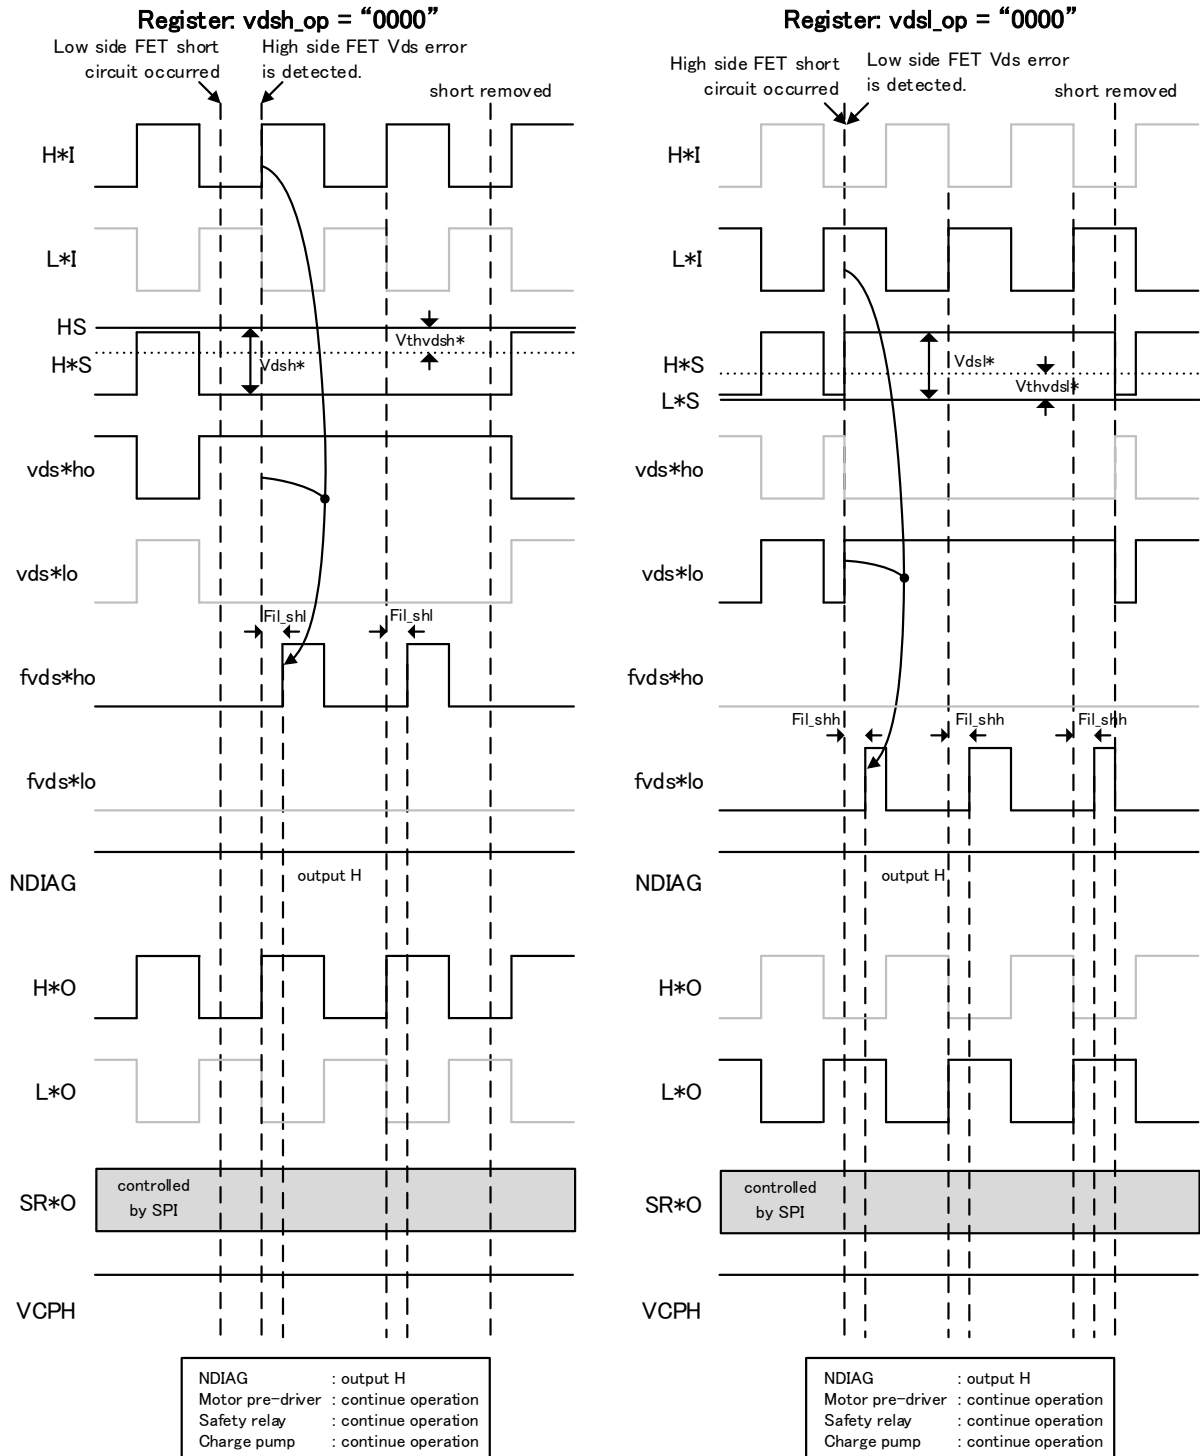 Register: vdsh_op = “0000”
Low side FET short
circuit occurred
High side FET Vds error
is detected.
short removed
H*I
L*I
HS
Vthvdsh*
H*S
Vdsh*
vds*ho
vds*lo
Fil_shl
Fil_shl
fvds*ho
fvds*lo
NDIAG
output H
H*O
L*O
SR*O
controlled
by SPI
VCPH
NDIAG : output H
Motor pre-driver : continue operation
Safety relay : continue operation
Charge pump : continue operation
Register: vdsl_op = “0000”
High side FET short
circuit occurred
Low side FET Vds error
is detected.
short removed
H*I
L*I
H*S
Vdsl*
Vthvdsl*
L*S
vds*ho
vds*lo
fvds*ho
Fil_shh
Fil_shh
Fil_shh
fvds*lo
NDIAG
output H
H*O
L*O
SR*O
controlled
by SPI
VCPH
NDIAG : output H
Motor pre-driver : continue operation
Safety relay : continue operation
Charge pump : continue operation